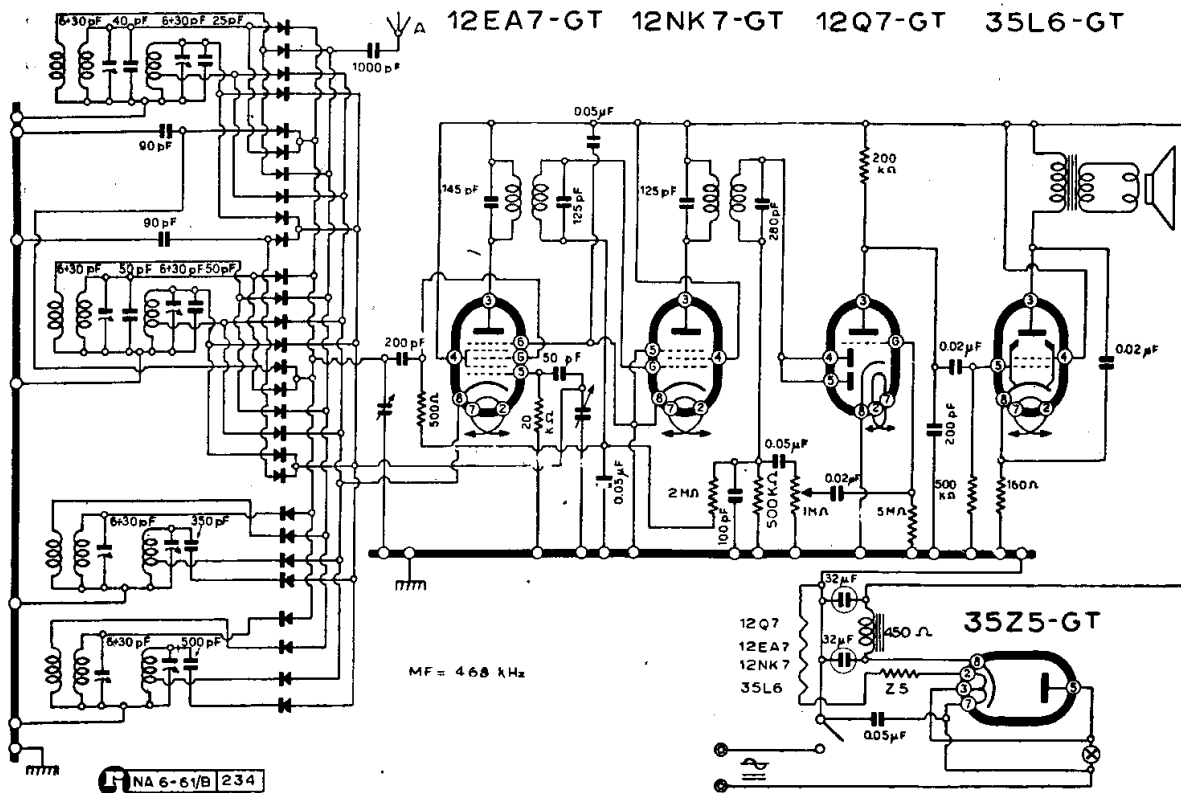 12EA7-GT 12NK7-GT 12Q7-GT 35L6-GT
6÷30pF 40pF 6÷30pF 25pF
A
1000pF
90pF
90pF
6÷30pF 50pF 6÷30pF 50pF
6÷30pF 350pF
6÷30pF 500pF
0.05µF
145pF
125pF
125pF
280pF
200 kΩ
3
6
G
5
4
8
7
2
3
5
G
4
8
7
2
3
4
5
G
8
2
7
3
5
4
8
7
2
200pF
50 pF
500Ω
20 kΩ
0.05µF
2MΩ
100pF
500KΩ
0.05µF
1MΩ
0.02µF
5MΩ
200pF
0.02µF
500 kΩ
160Ω
0.02µF
MF = 468 kHz
12Q7
12EA7
12NK7
35L6
32µF
32µF
450 Ω
35Z5-GT
Z5
8
2
3
7
5
0.05µF
NA 6-61/B 234